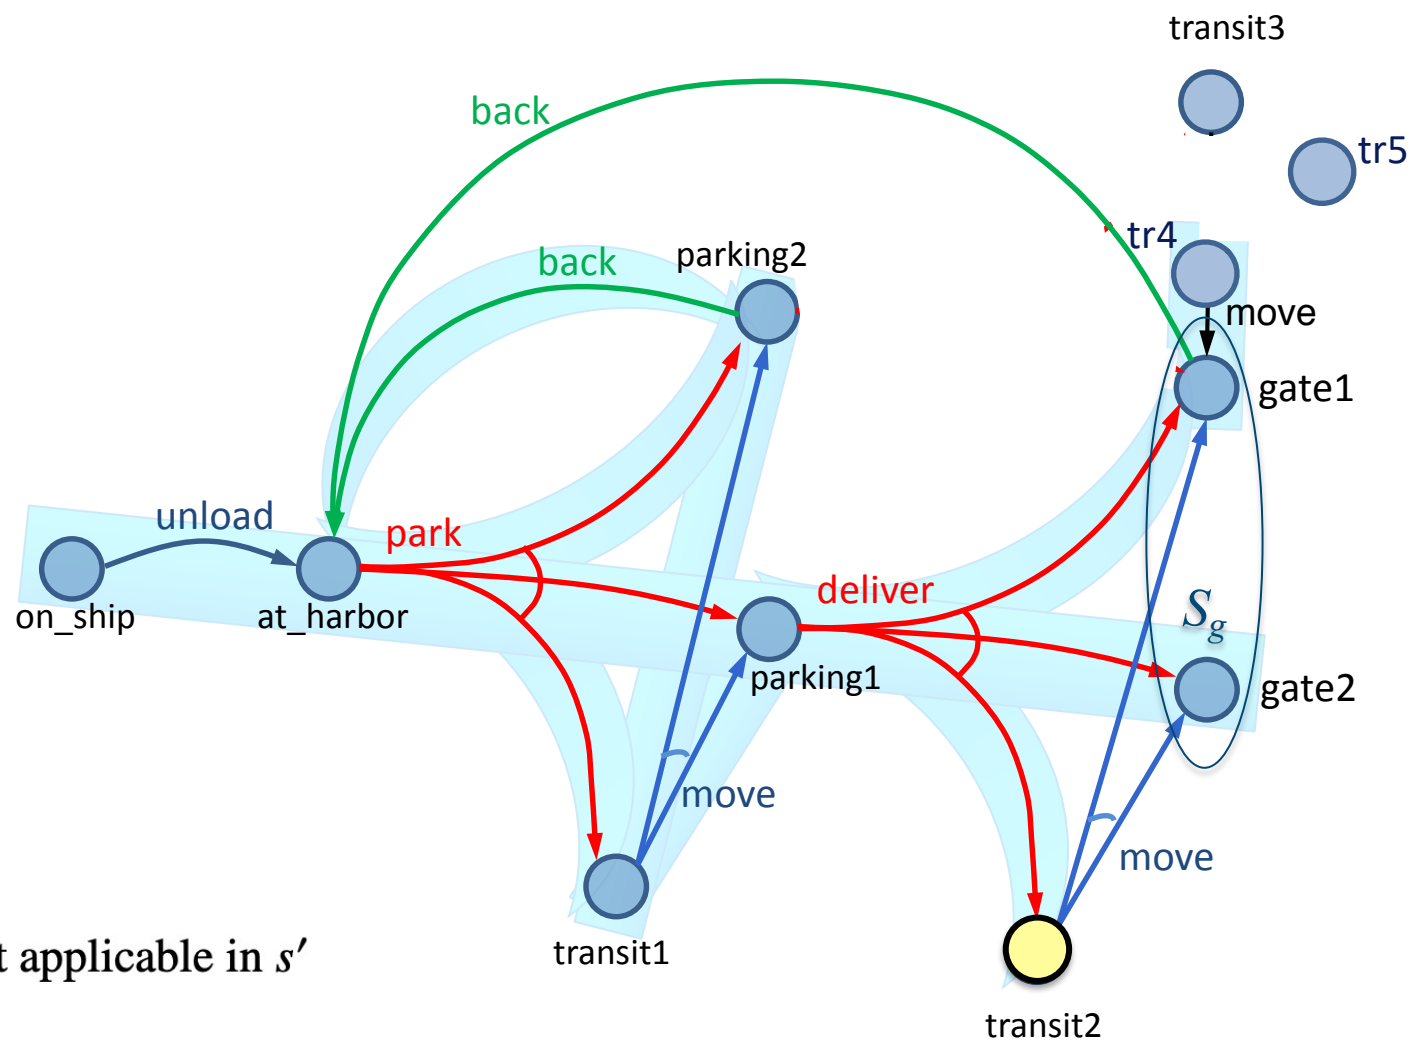 transit3
back
tr5
tr4
parking2
back
move
gate1
unload
park
deliver
on_ship
at_harbor
S_g
parking1
gate2
move
move
t applicable in s′
transit1
transit2